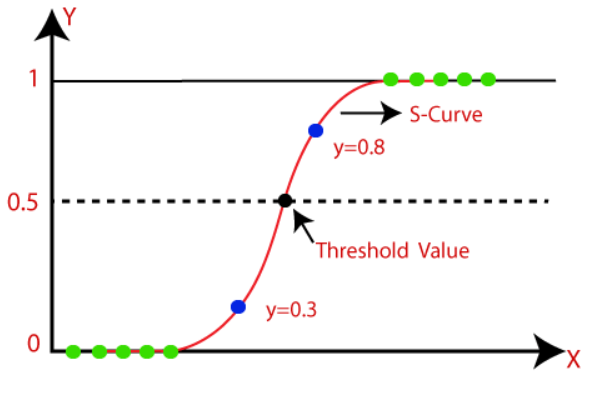 Y
1
S-Curve
y=0.8
0.5
Threshold Value
y=0.3
0
X